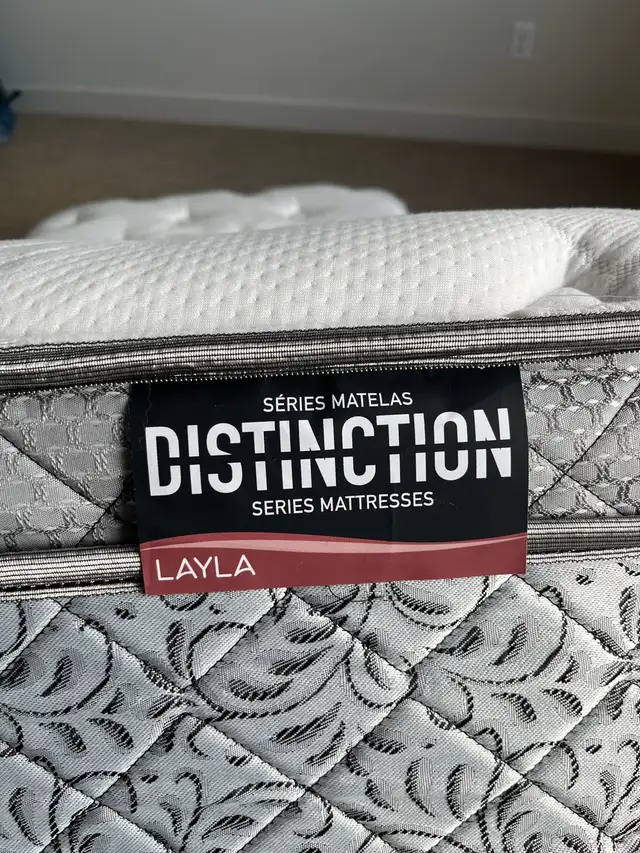 SÉRIES MATELAS
DISTINCTION
SERIES MATTRESSES
LAYLA